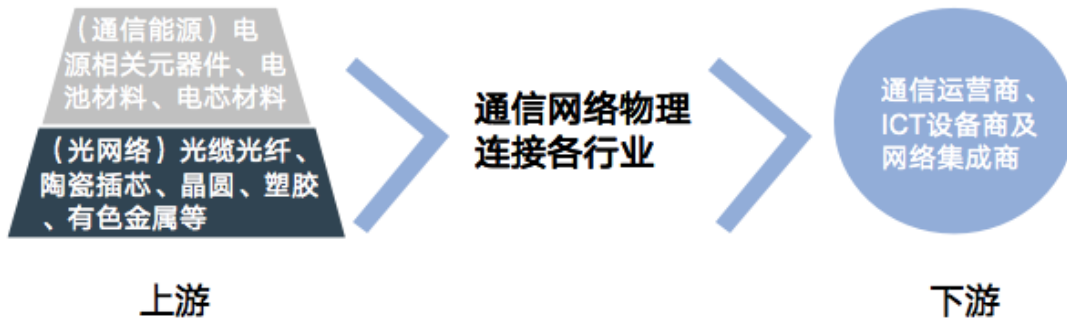 （通信能源）电
源相关元器件、电
池材料、电芯材料
（光网络）光缆光纤、
陶瓷插芯、晶圆、塑胶
、有色金属等
通信网络物理
连接各行业
通信运营商、
ICT设备商及
网络集成商
上游
下游